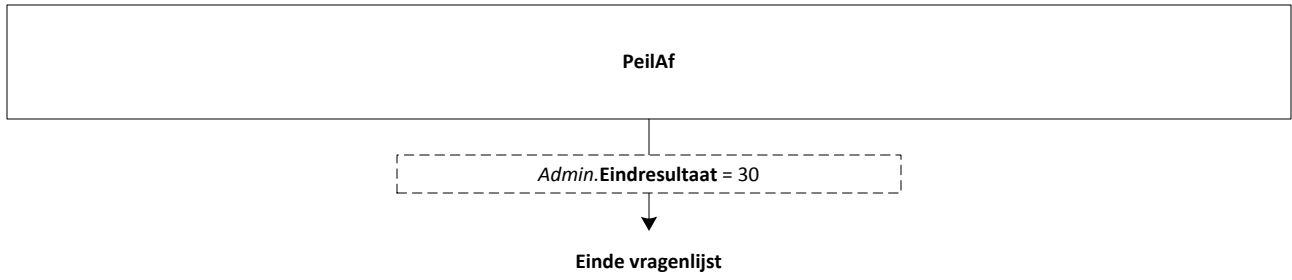 PeilAf
Admin.Eindresultaat = 30
Einde vragenlijst